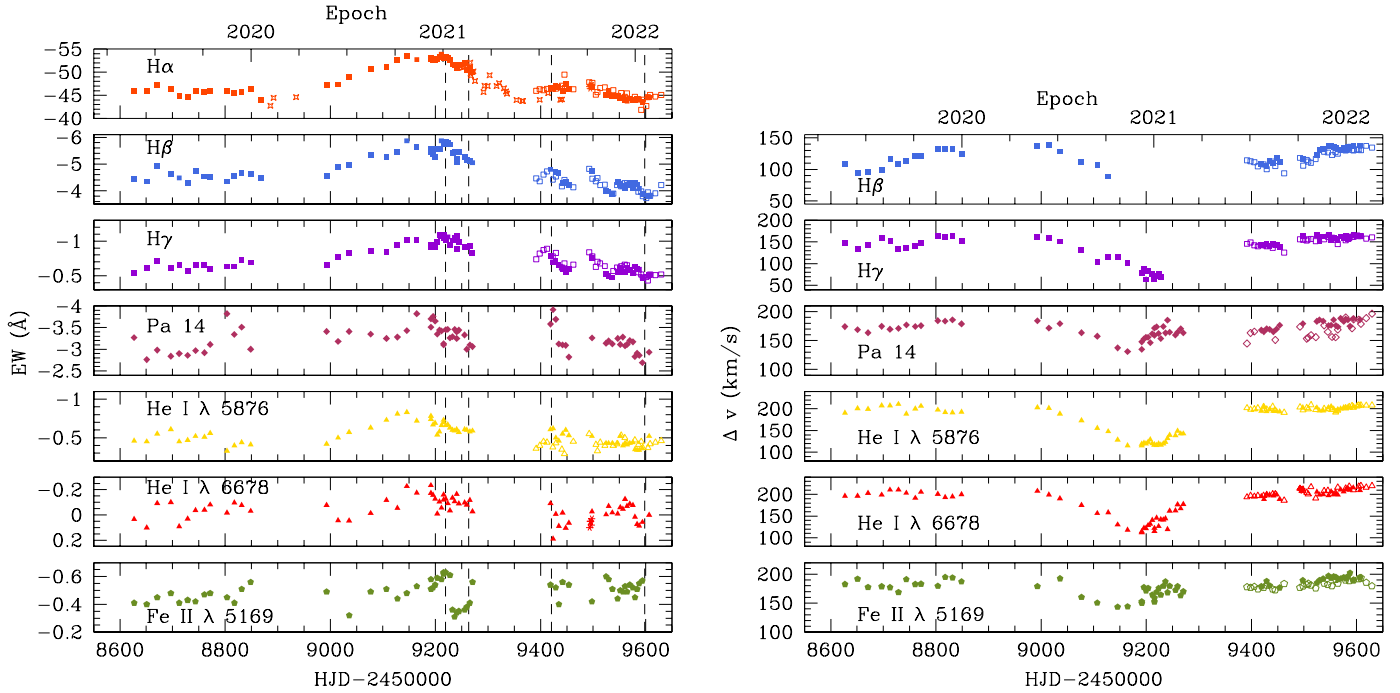 Epoch
2020 2021 2022
−55
−50
−45
−40
Hα
−6
−5
−4
Hβ
−1
−0.5
Hγ
−4
−3.5
−3
−2.5
Pa 14
−1
−0.5
He I λ 5876
−0.2
0
0.2
He I λ 6678
−0.6
−0.4
−0.2
Fe II λ 5169
EW (Å)
8600 8800 9000 9200 9400 9600
HJD−2450000
Epoch
2020 2021 2022
150
100
50
Hβ
200
150
100
50
Hγ
200
150
100
Pa 14
200
150
100
He I λ 5876
200
150
100
He I λ 6678
200
150
100
Fe II λ 5169
Δ v (km/s)
8600 8800 9000 9200 9400 9600
HJD−2450000